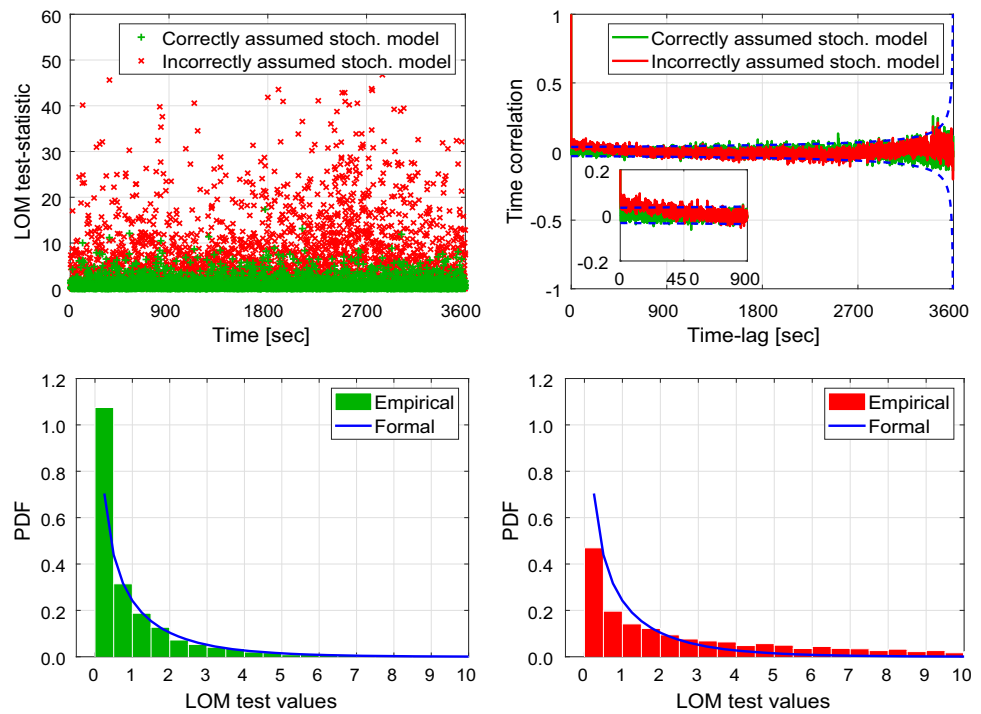 60
50
40
30
20
10
0
LOM test-statistic
+ Correctly assumed stoch. model
× Incorrectly assumed stoch. model
0 900 1800 2700 3600
Time [sec]
1
0.5
0
-0.5
-1
Time correlation
Correctly assumed stoch. model
Incorrectly assumed stoch. model
0.2
0
-0.2
0 45 0 900
0 900 1800 2700 3600
Time-lag [sec]
1.2
1.0
0.8
0.6
0.4
0.2
0.0
PDF
Empirical
Formal
0 1 2 3 4 5 6 7 8 9 10
LOM test values
1.2
1.0
0.8
0.6
0.4
0.2
0.0
PDF
Empirical
Formal
0 1 2 3 4 5 6 7 8 9 10
LOM test values